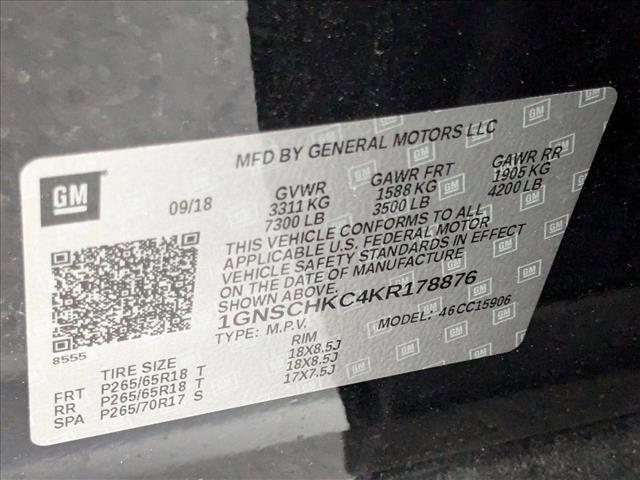 MFD BY GENERAL MOTORS LLC
GM
09/18
GVWR GAWR FRT GAWR RR
3311 KG 1588 KG 1905 KG
7300 LB 3500 LB 4200 LB
THIS VEHICLE CONFORMS TO ALL
APPLICABLE U.S. FEDERAL MOTOR
VEHICLE SAFETY STANDARDS IN EFFECT
ON THE DATE OF MANUFACTURE
SHOWN ABOVE.
1GNSCHKC4KR178876
TYPE: M.P.V. MODEL: 46CC15906
8555
TIRE SIZE RIM
FRT P265/65R18 T 18X8.5J
RR P265/65R18 T 18X8.5J
SPA P265/70R17 S 17X7.5J